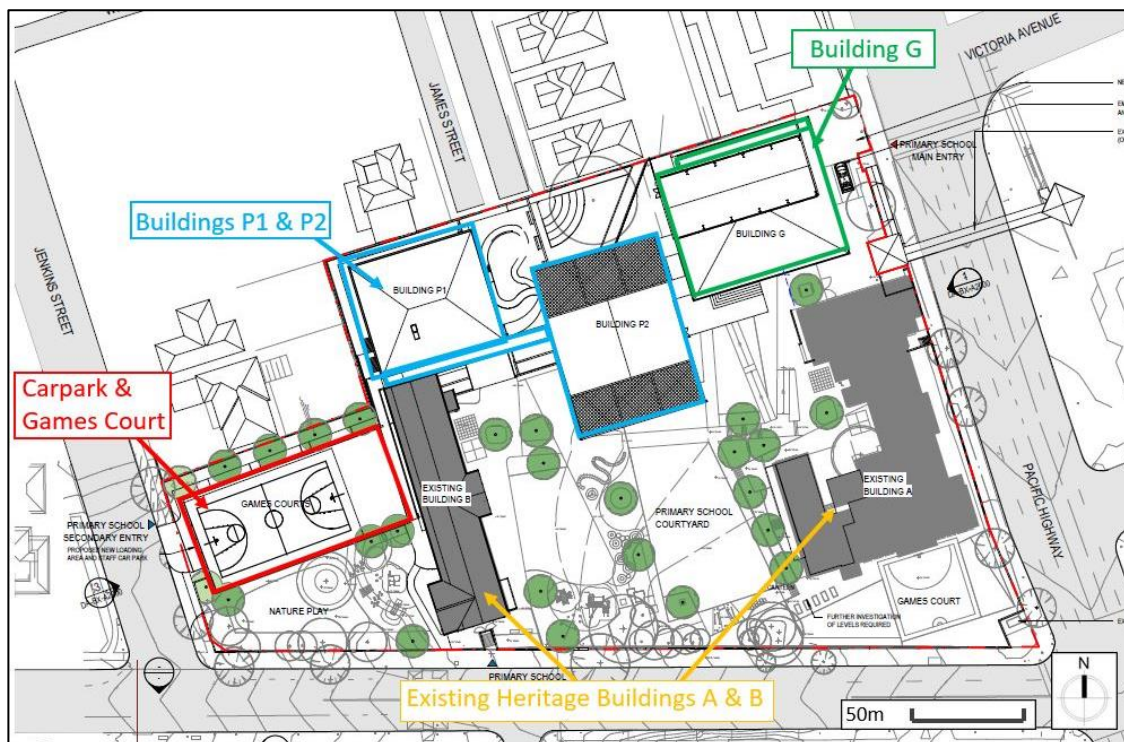 Building G
VICTORIA AVENUE
JAMES STREET
PRIMARY SCHOOL
MAIN ENTRY
Buildings P1 & P2
BUILDING G
JENKINS STREET
BUILDING P1
BUILDING P2
1
Carpark &
Games Court
GAMES COURTS
EXISTING
BUILDING B
EXISTING
BUILDING A
PRIMARY SCHOOL
COURTYARD
PACIFIC HIGHWAY
PRIMARY SCHOOL
SECONDARY ENTRY
PROPOSED NEW LOADING
AREA AND STAFF CAR PARK
NATURE PLAY
GAMES COURT
FURTHER INVESTIGATION
OF LEVELS REQUIRED
PRIMARY SCHOOL
Existing Heritage Buildings A & B
50m
N